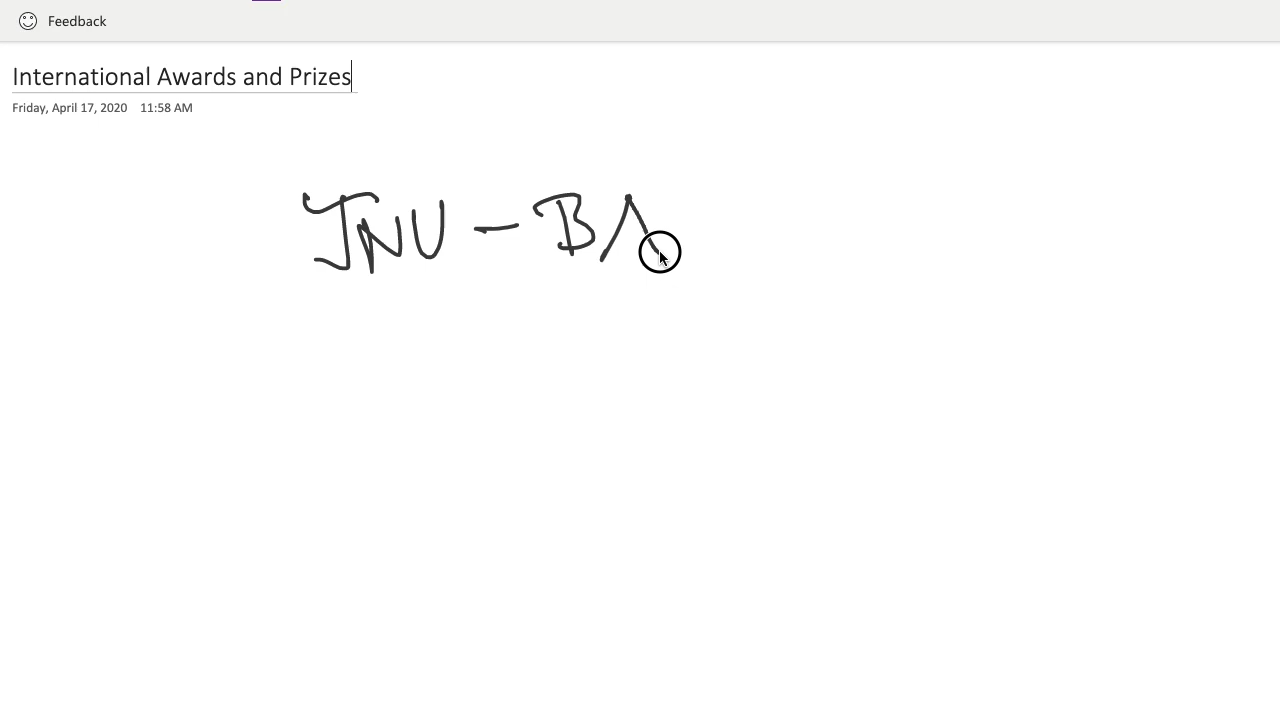 Feedback
International Awards and Prizes
Friday, April 17, 2020 11:58 AM
JNU - BA